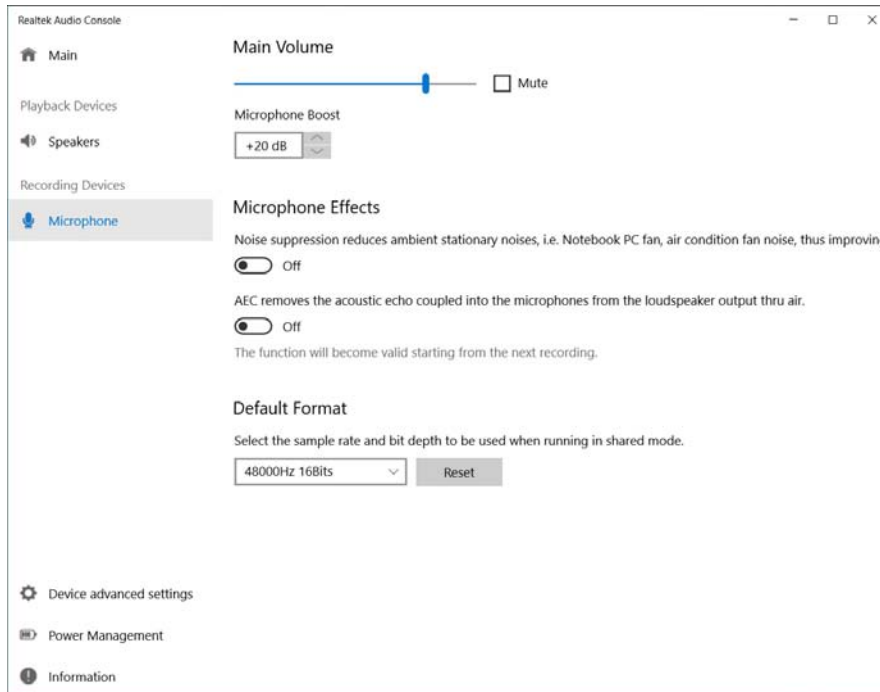 Realtek Audio Console
Main
Playback Devices
Speakers
Recording Devices
Microphone
Device advanced settings
Power Management
Information
Main Volume
Mute
Microphone Boost
+20 dB
Microphone Effects
Noise suppression reduces ambient stationary noises, i.e. Notebook PC fan, air condition fan noise, thus improvin
Off
AEC removes the acoustic echo coupled into the microphones from the loudspeaker output thru air.
Off
The function will become valid starting from the next recording.
Default Format
Select the sample rate and bit depth to be used when running in shared mode.
48000Hz 16Bits
Reset